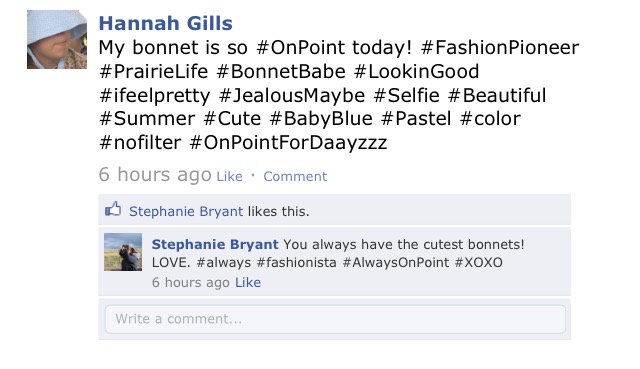 Hannah Gills
My bonnet is so #OnPoint today! #FashionPioneer
#PrairieLife #BonnetBabe #LookinGood
#ifeelpretty #JealousMaybe #Selfie #Beautiful
#Summer #Cute #BabyBlue #Pastel #color
#nofilter #OnPointForDaayzzz
6 hours ago Like · Comment
Stephanie Bryant likes this.
Stephanie Bryant You always have the cutest bonnets!
LOVE. #always #fashionista #AlwaysOnPoint #XOXO
6 hours ago Like
Write a comment...